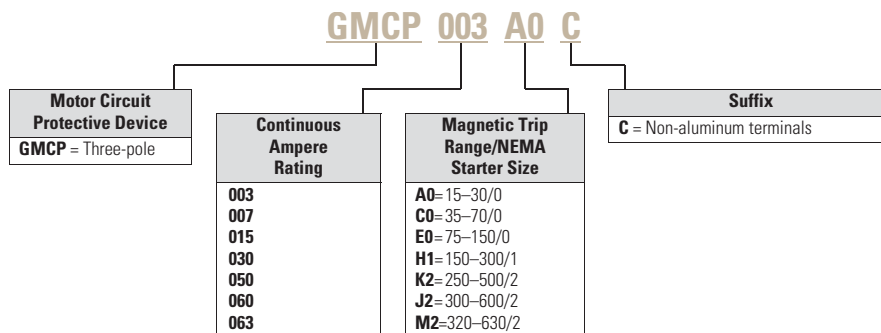 GMCP 003 A0 C
Motor Circuit
Protective Device
GMCP = Three-pole
Continuous
Ampere
Rating
003
007
015
030
050
060
063
Magnetic Trip
Range/NEMA
Starter Size
A0=15–30/0
C0=35–70/0
E0=75–150/0
H1=150–300/1
K2=250–500/2
J2=300–600/2
M2=320–630/2
Suffix
C = Non-aluminum terminals